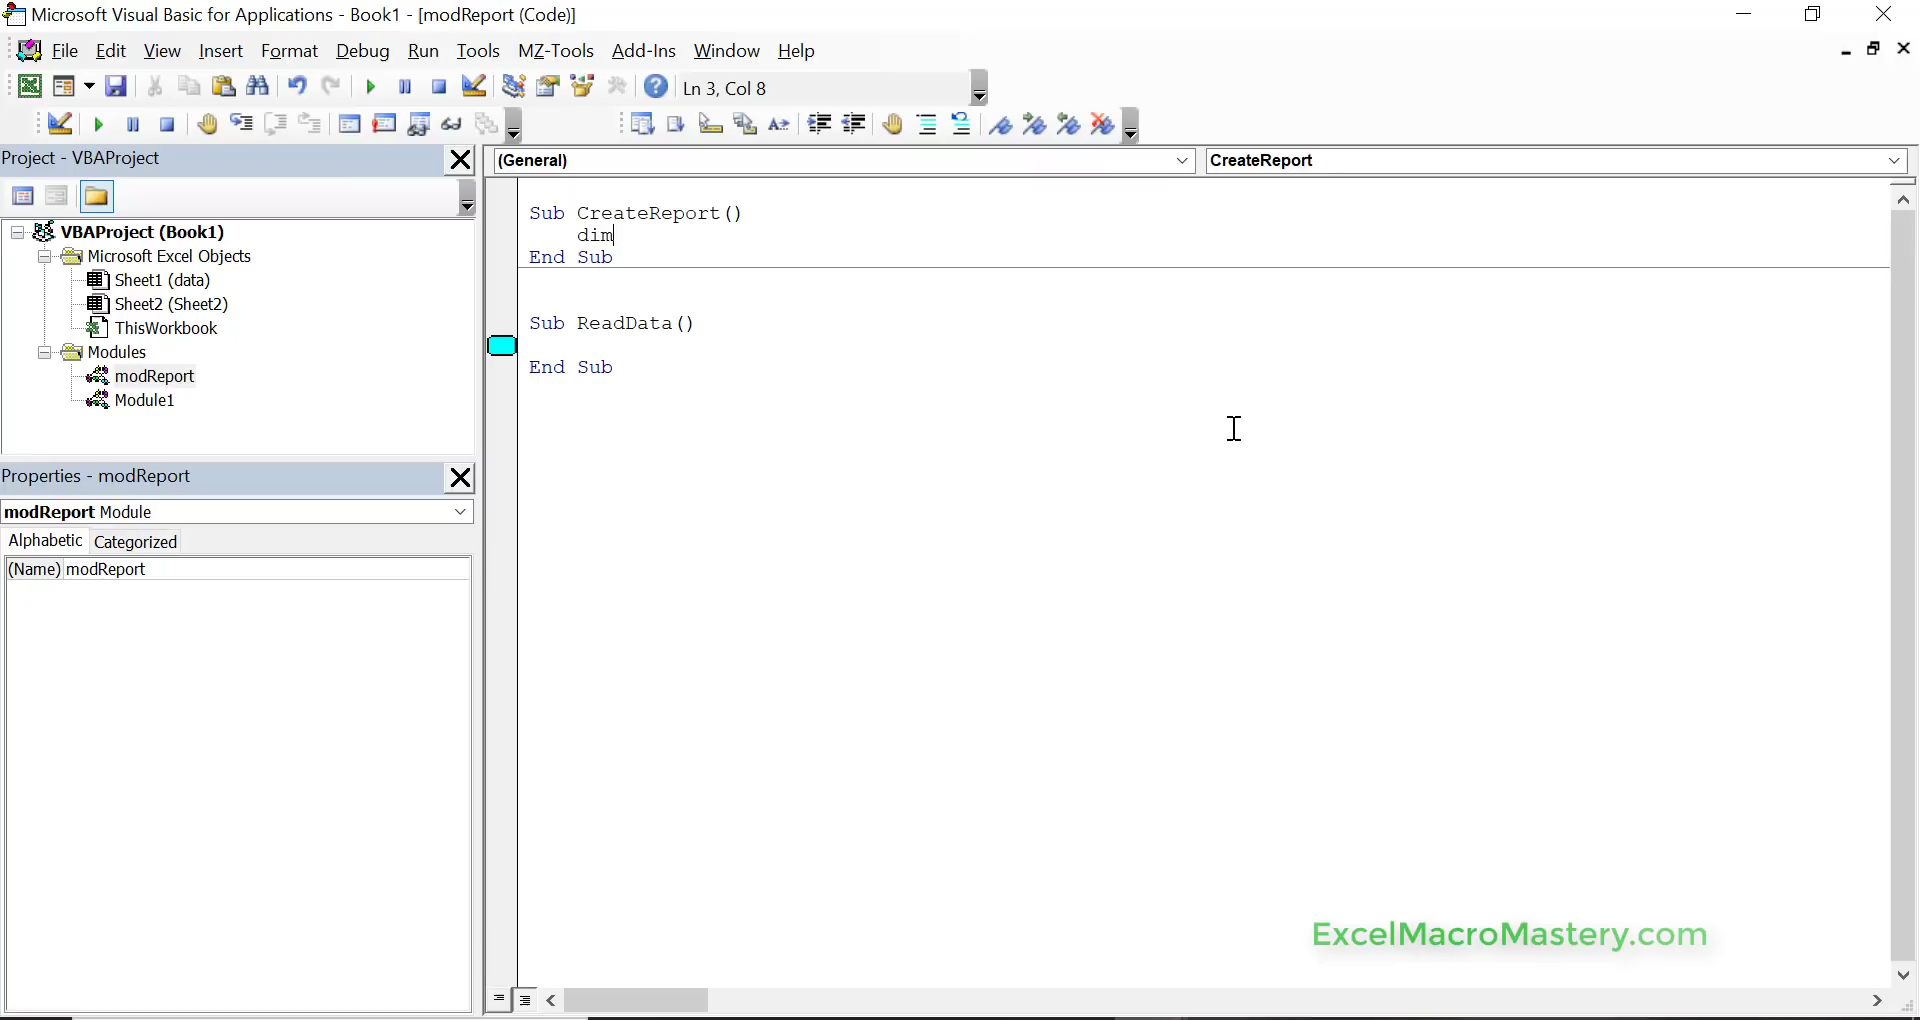 Microsoft Visual Basic for Applications - Book1 - [modReport (Code)]
File Edit View Insert Format Debug Run Tools MZ-Tools Add-Ins Window Help
Ln 3, Col 8
Project - VBAProject
(General)
CreateReport
VBAProject (Book1)
Microsoft Excel Objects
Sheet1 (data)
Sheet2 (Sheet2)
ThisWorkbook
Modules
modReport
Module1
Properties - modReport
modReport Module
Alphabetic Categorized
(Name) modReport
Sub CreateReport()
dim
End Sub
Sub ReadData()
End Sub
ExcelMacroMastery.com